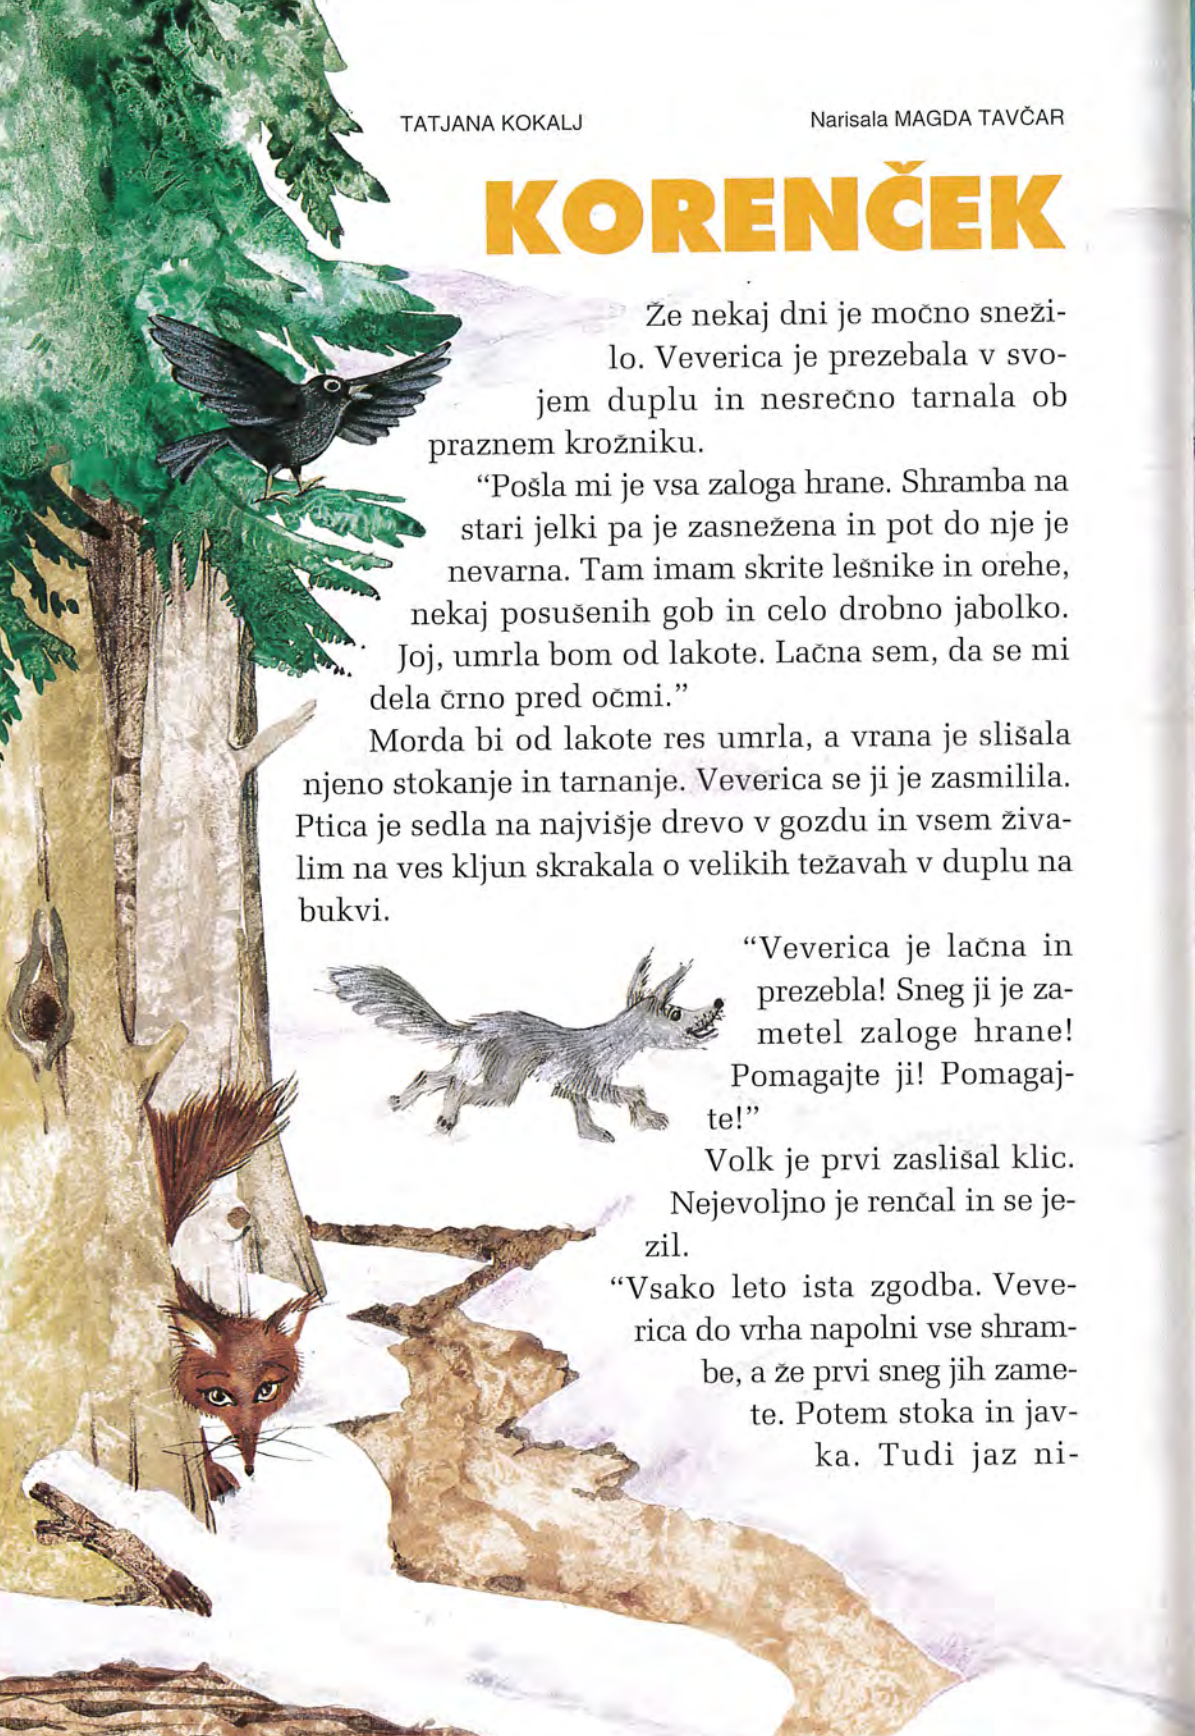 TATJANA KOKALJ
Narisala MAGDA TAVČAR
KORENČEK
Že nekaj dni je močno sneži-
lo. Veverica je prezebala v svo-
jem duplu in nesrečno tarnala ob
praznem krožniku.
“Pošla mi je vsa zaloga hrane. Shramba na
stari jelki pa je zasnežena in pot do nje je
nevarna. Tam imam skrite lešnike in orehe,
nekaj posušenih gob in celo drobno jabolko.
Joj, umrla bom od lakote. Lačna sem, da se mi
dela črno pred očmi.”
Morda bi od lakote res umrla, a vrana je slišala
njeno stokanje in tarnanje. Veverica se ji je zasmilila.
Ptica je sedla na najvišje drevo v gozdu in vsem živa-
lim na ves kljun skrakala o velikih težavah v duplu na
bukvi.
“Veverica je lačna in
prezebla! Sneg ji je za-
metel zaloge hrane!
Pomagajte ji! Pomagaj-
te!”
Volk je prvi zaslišal klic.
Nejevoljno je renčal in se je-
zil.
“Vsako leto ista zgodba. Veve-
rica do vrha napolni vse shram-
be, a že prvi sneg jih zame-
te. Potem stoka in jav-
ka. Tudi jaz ni-